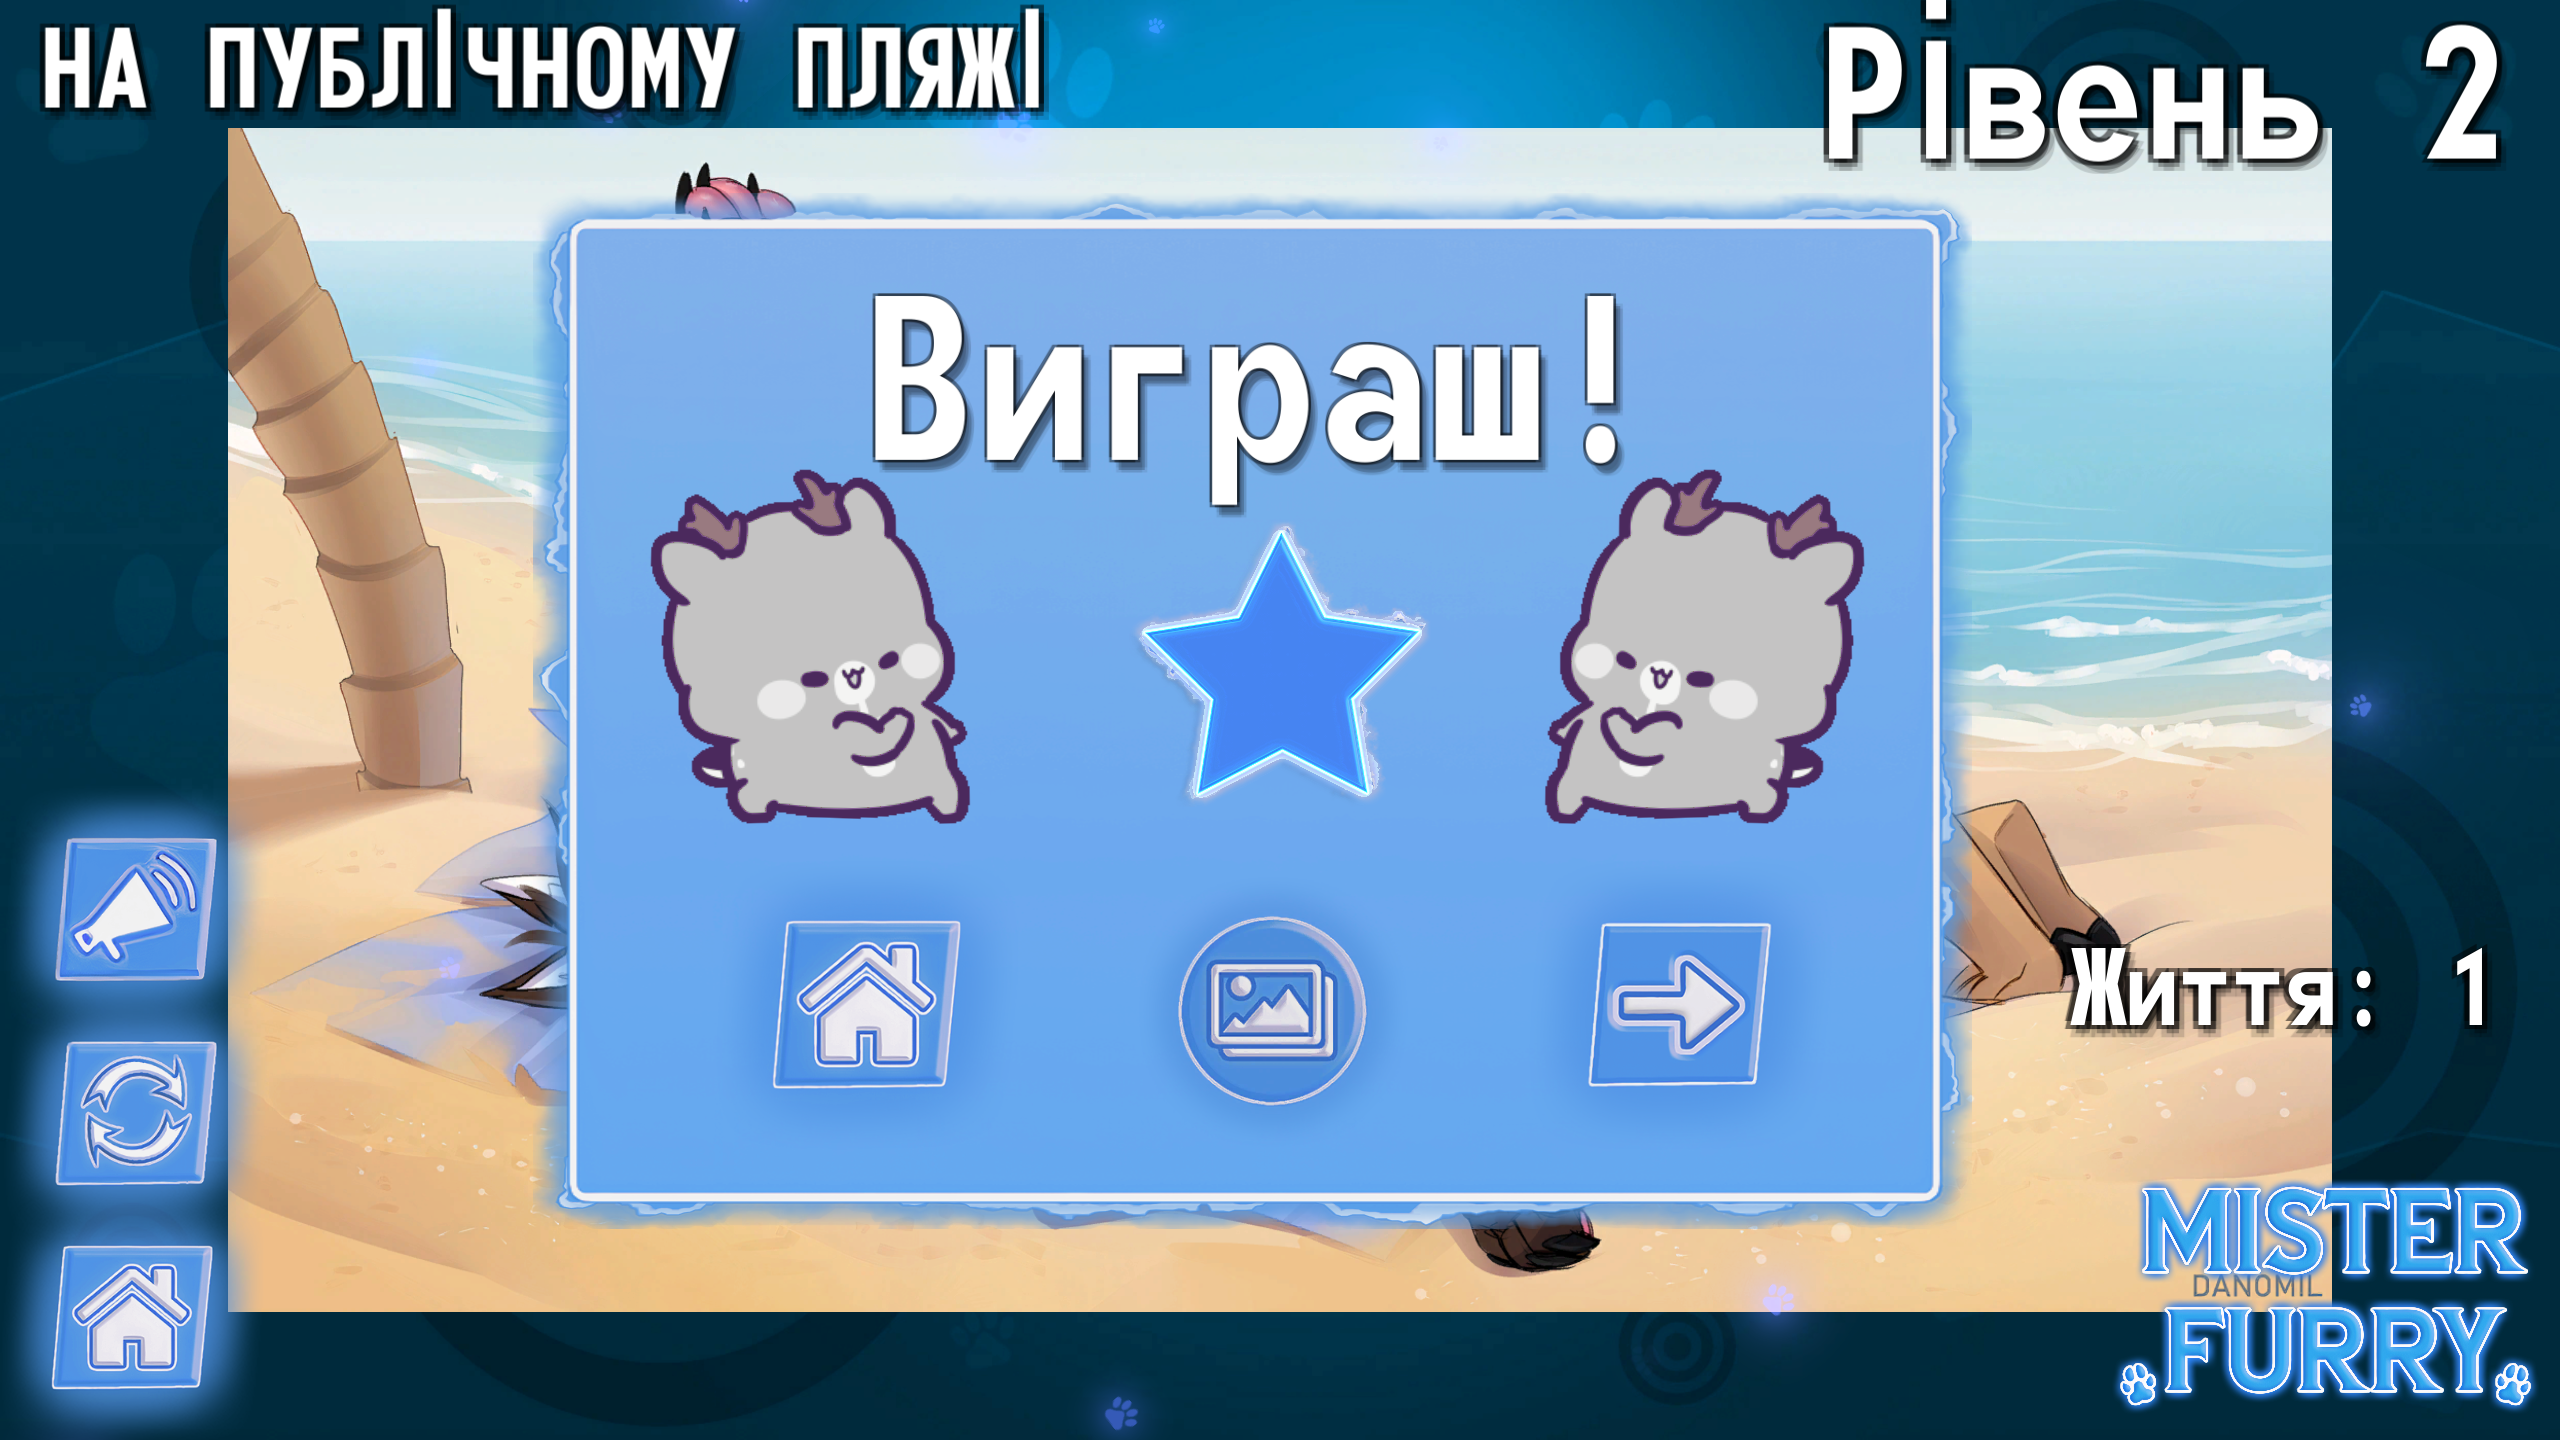 НА ПУБЛІЧНОМУ ПЛЯЖІ
Рівень 2
Виграш!
Життя: 1
MISTER
DANOMIL
FURRY